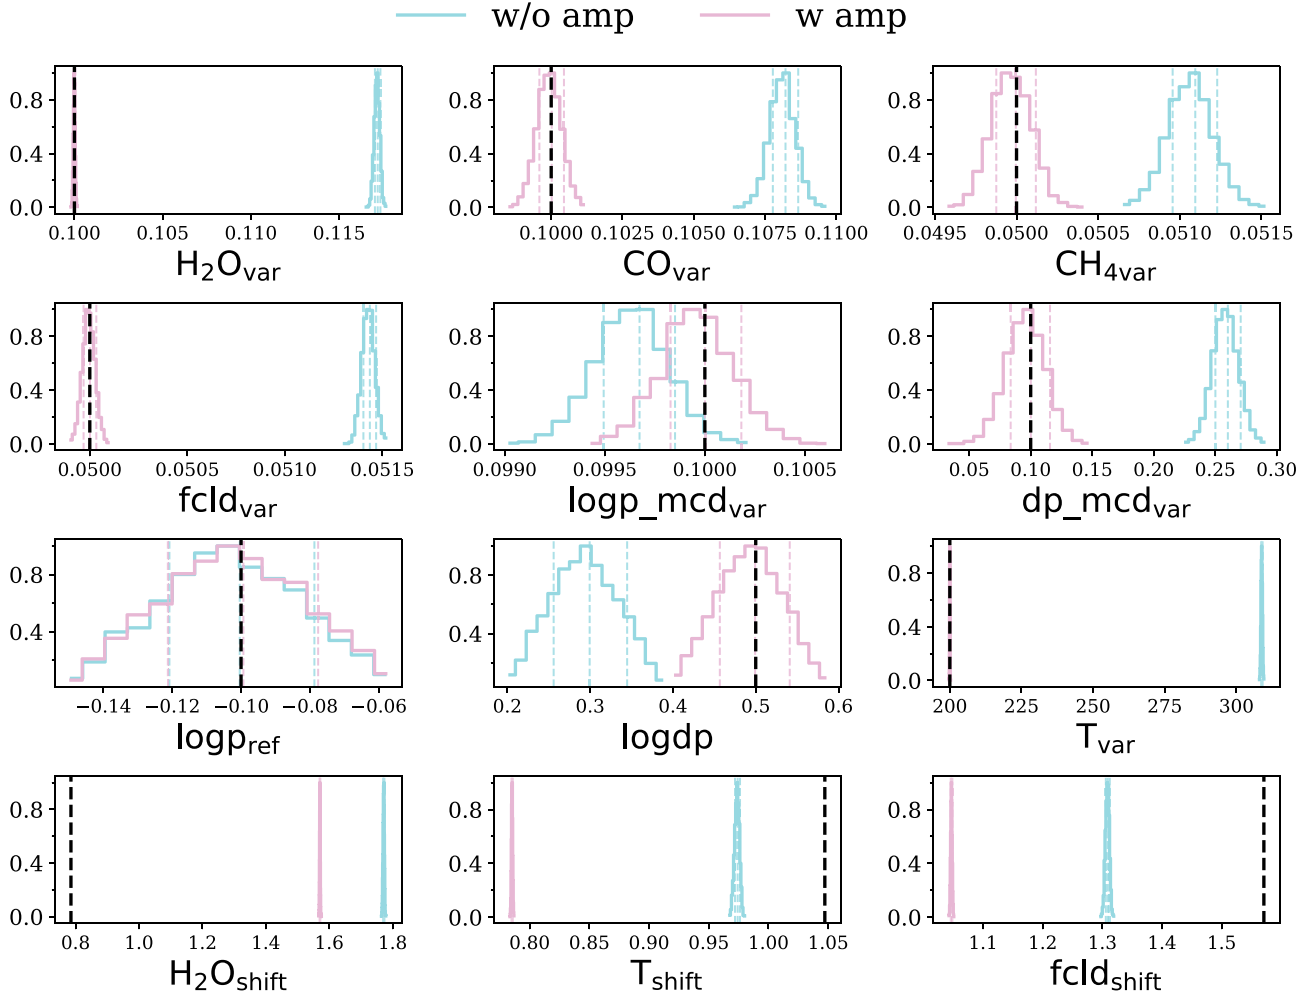 w/o amp w amp
0.8
0.4
0.0
0.100 0.105 0.110 0.115
H₂Ovar
0.8
0.4
0.0
0.1000 0.1025 0.1050 0.1075 0.1100
COvar
0.8
0.4
0.0
0.0495 0.0500 0.0505 0.0510 0.0515
CH₄var
0.8
0.4
0.0
0.0500 0.0505 0.0510 0.0515
fcldvar
0.8
0.4
0.0
0.0990 0.0995 0.1000 0.1005
logp_mcdvar
0.8
0.4
0.0
0.05 0.10 0.15 0.20 0.25 0.30
dp_mcdvar
0.8
0.4
−0.14 −0.12 −0.10 −0.08 −0.06
logpref
0.8
0.4
0.2 0.3 0.4 0.5 0.6
logdp
0.8
0.4
0.0
200 225 250 275 300
Tvar
0.8
0.4
0.0
0.8 1.0 1.2 1.4 1.6 1.8
H₂Oshift
0.8
0.4
0.0
0.80 0.85 0.90 0.95 1.00 1.05
Tshift
0.8
0.4
0.0
1.1 1.2 1.3 1.4 1.5
fcldshift